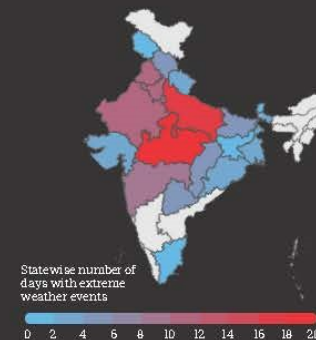 Statewise number of
days with extreme
weather events
0 2 4 6 8 10 12 14 16 18 20